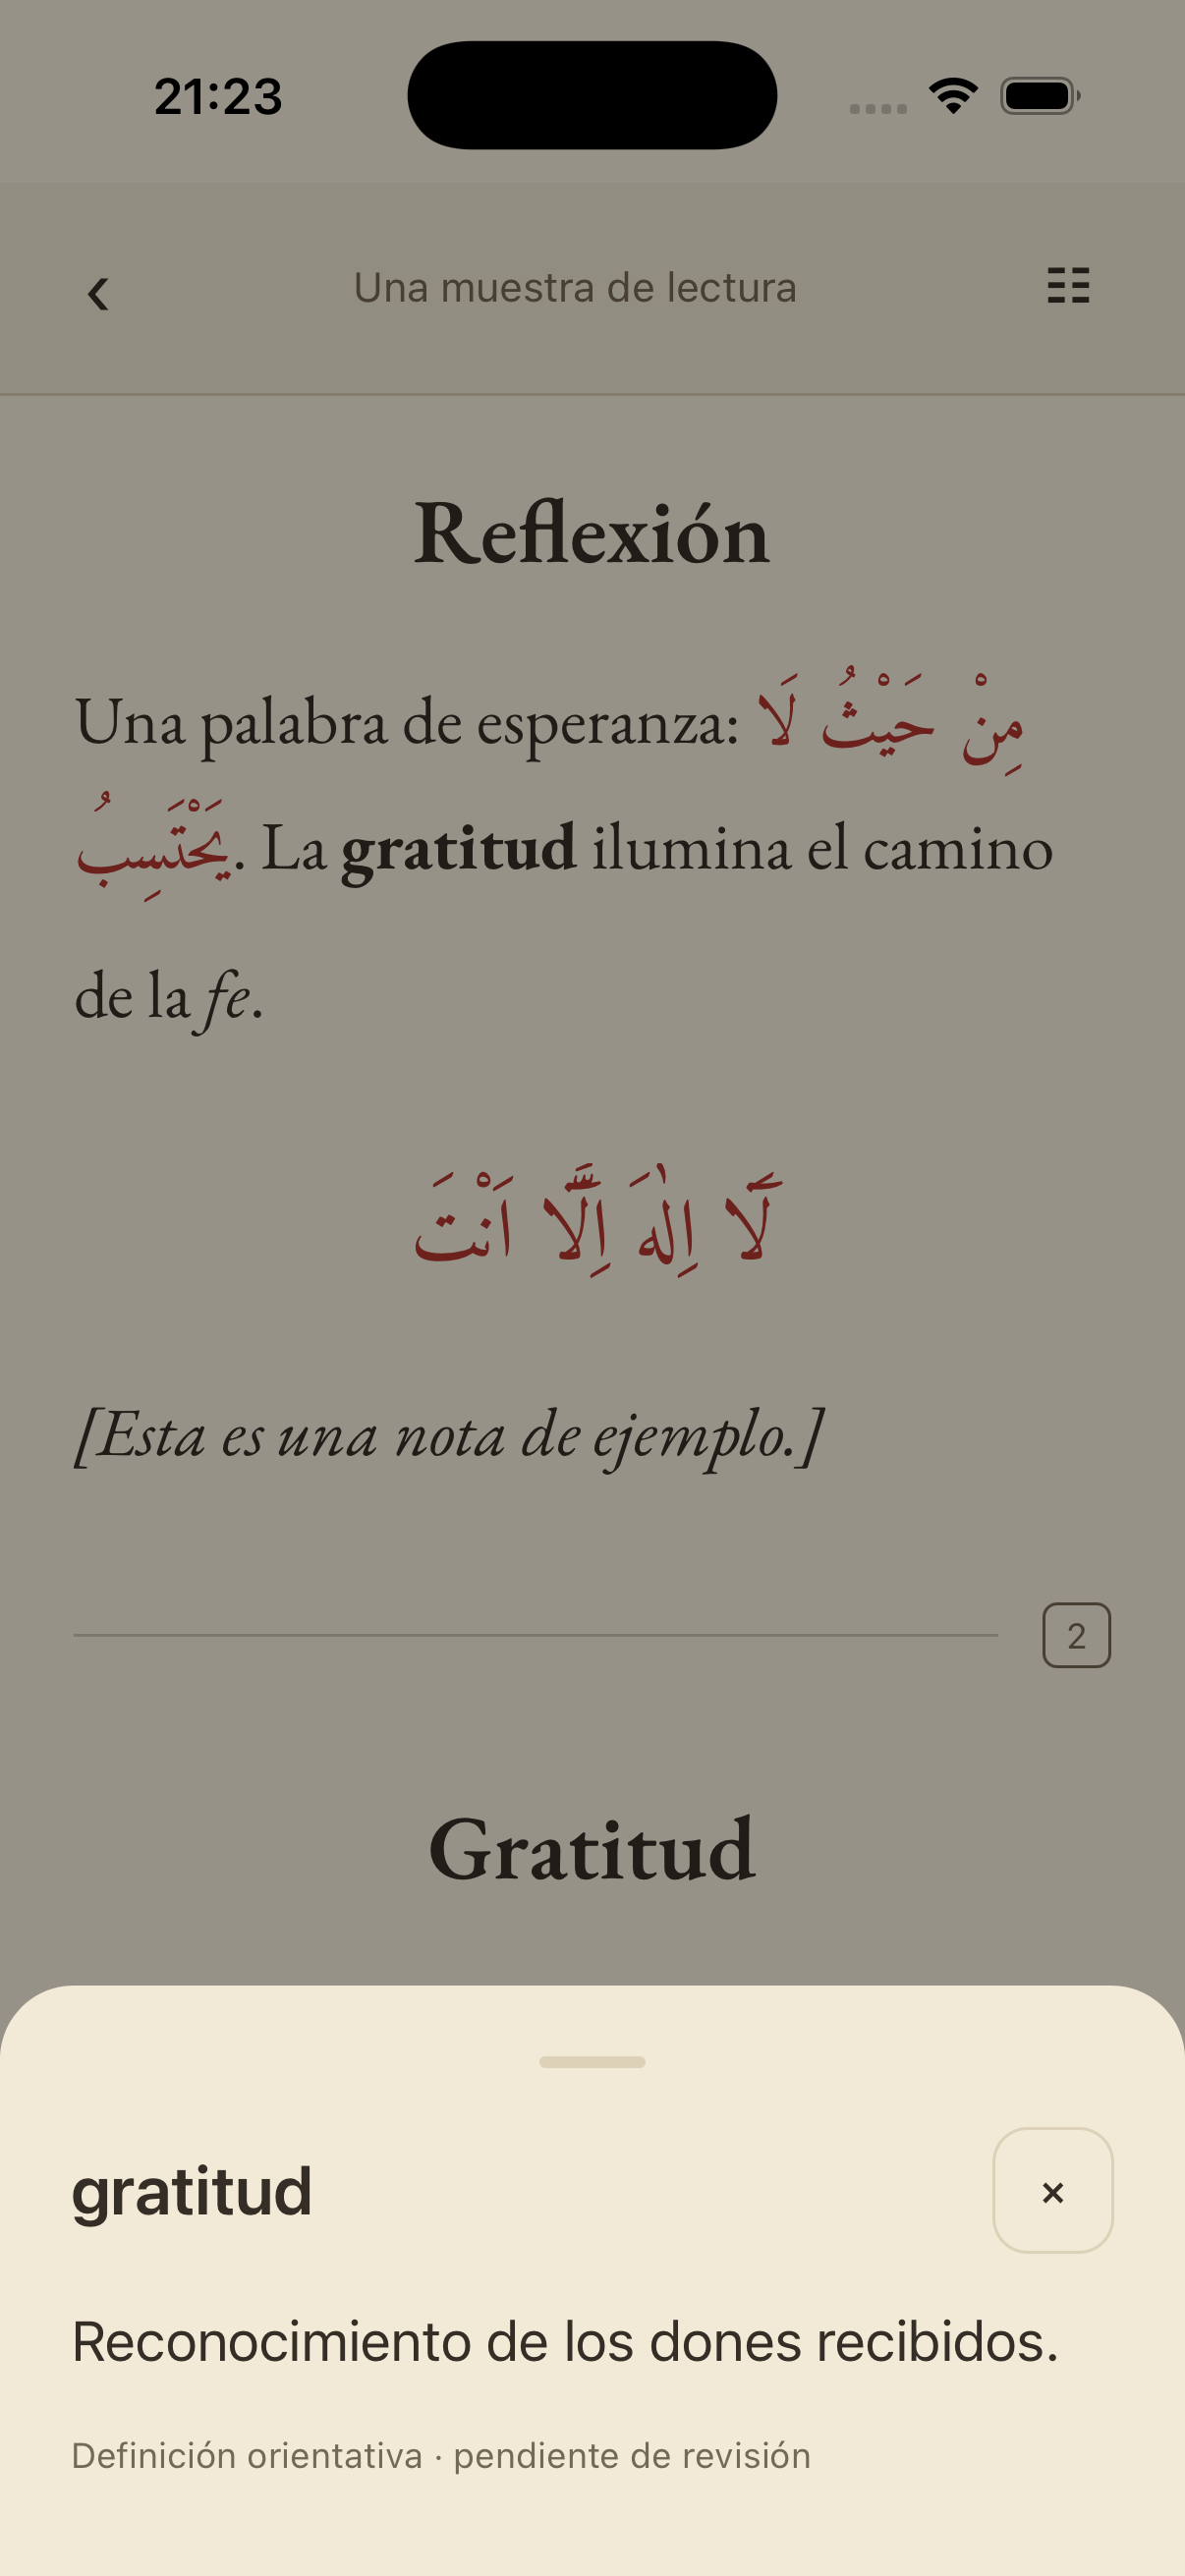 21:23
Una muestra de lectura
Reflexión
Una palabra de esperanza: مِنْ حَيْثُ لَا
يَحْتَسِبُ. La gratitud ilumina el camino
de la fe.
لَٓا اِلٰهَ اِلَّٓا اَنْتَ
[Esta es una nota de ejemplo.]
2
Gratitud
gratitud
×
Reconocimiento de los dones recibidos.
Definición orientativa · pendiente de revisión